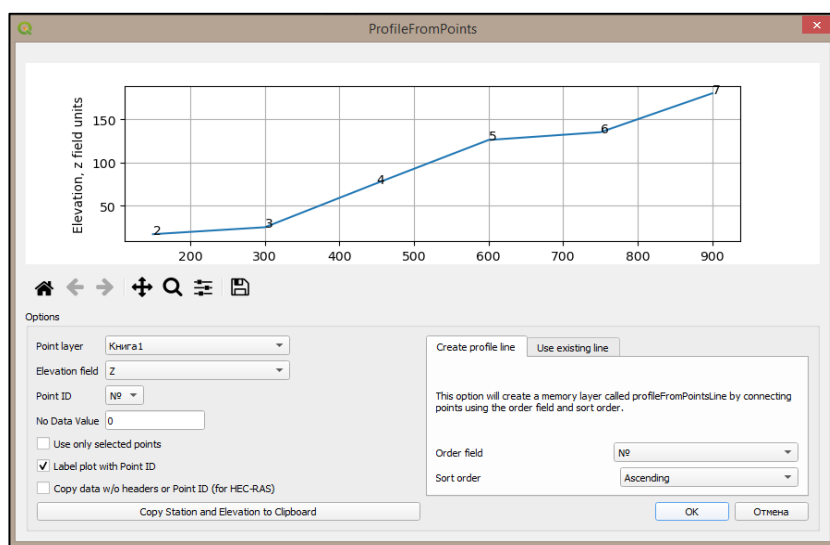 ProfileFromPoints
Elevation, z field units
150
100
50
2
3
4
5
6
7
200 300 400 500 600 700 800 900
Options
Point layer Книга1
Elevation field Z
Point ID №
No Data Value 0
Use only selected points
Label plot with Point ID
Copy data w/o headers or Point ID (for HEC-RAS)
Copy Station and Elevation to Clipboard
Create profile line Use existing line
This option will create a memory layer called profileFromPointsLine by connecting
points using the order field and sort order.
Order field №
Sort order Ascending
OK Отмена